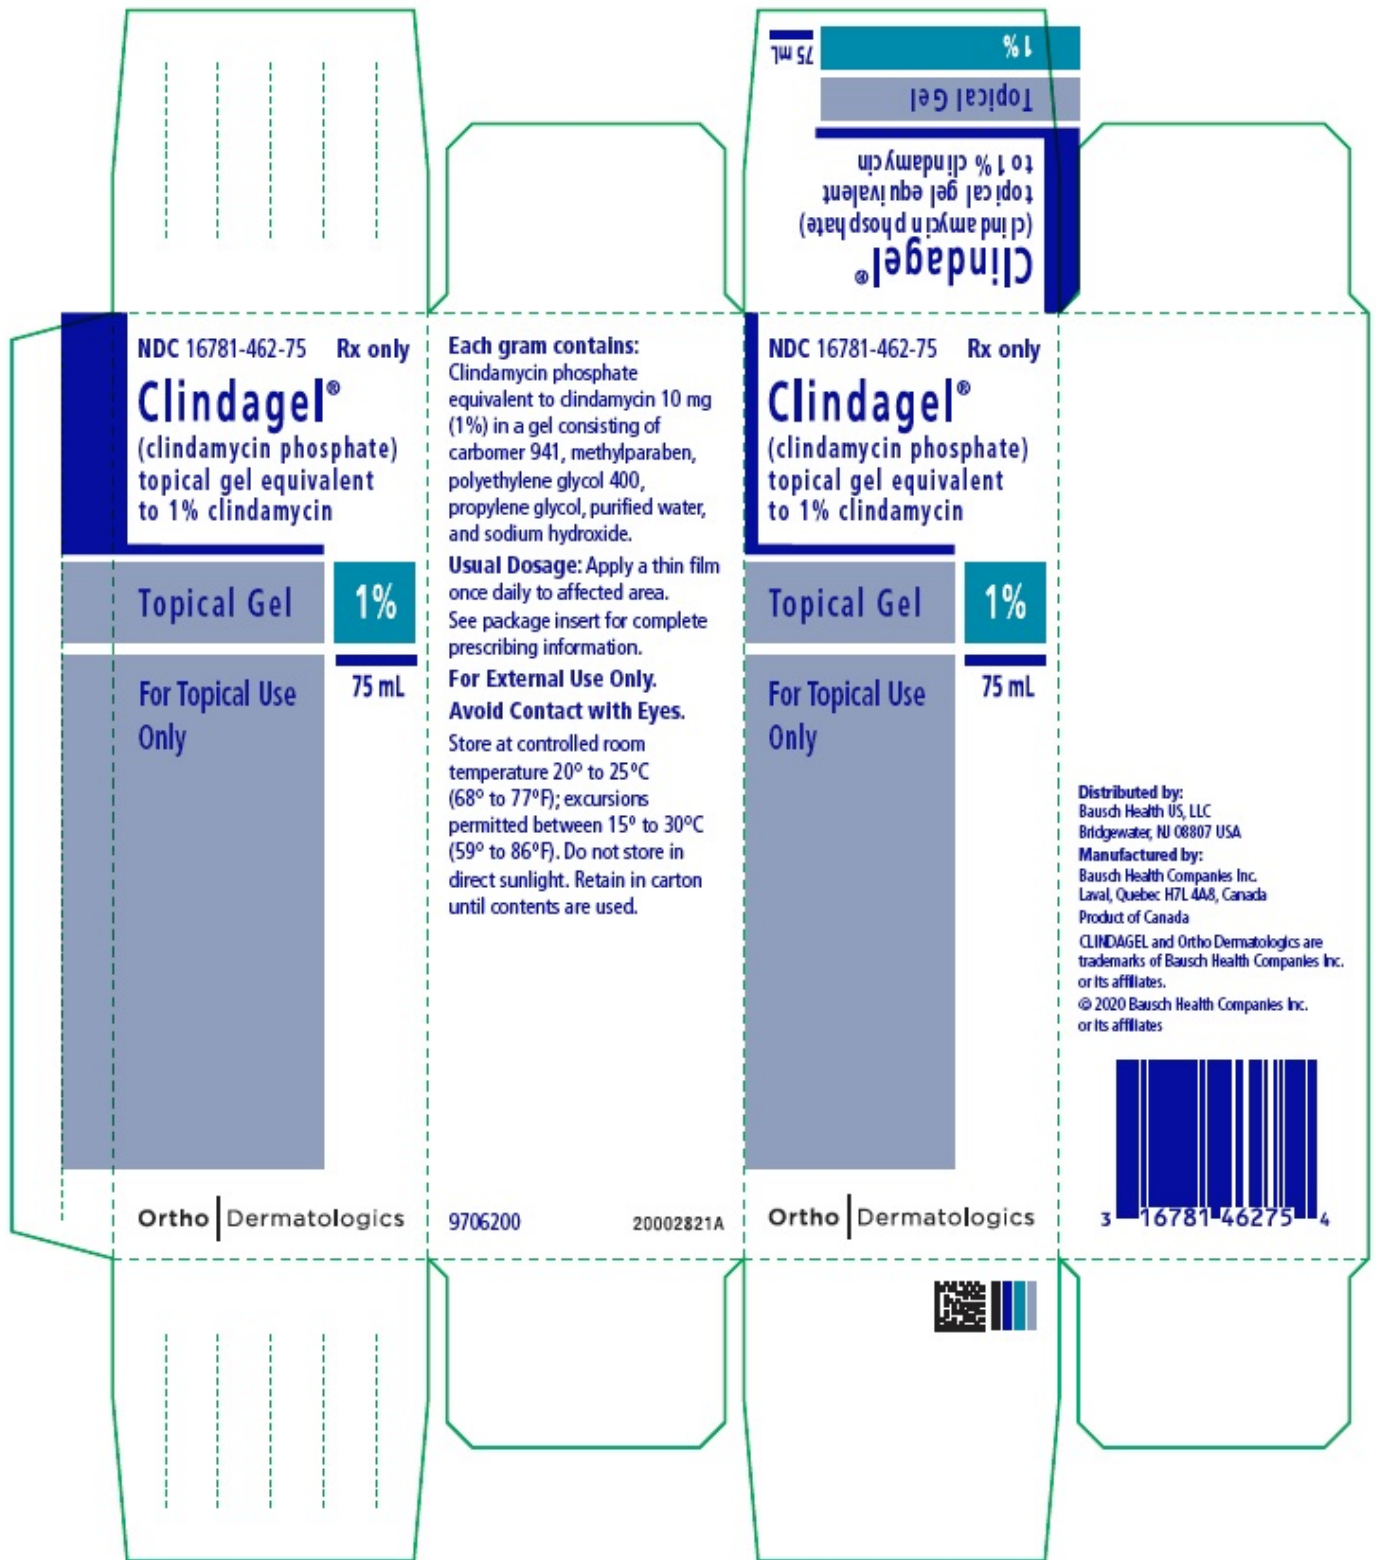 75 mL
1%
Topical Gel
Clindagel®
(clindamycin phosphate)
topical gel equivalent
to 1% clindamycin
NDC 16781-462-75 Rx only
Clindagel®
(clindamycin phosphate)
topical gel equivalent
to 1% clindamycin
Topical Gel
1%
75 mL
For Topical Use
Only
Ortho | Dermatologics
Each gram contains:
Clindamycin phosphate
equivalent to clindamycin 10 mg
(1%) in a gel consisting of
carbomer 941, methylparaben,
polyethylene glycol 400,
propylene glycol, purified water,
and sodium hydroxide.
Usual Dosage: Apply a thin film
once daily to affected area.
See package insert for complete
prescribing information.
For External Use Only.
Avoid Contact with Eyes.
Store at controlled room
temperature 20º to 25ºC
(68º to 77ºF); excursions
permitted between 15º to 30ºC
(59º to 86ºF). Do not store in
direct sunlight. Retain in carton
until contents are used.
9706200
20002821A
NDC 16781-462-75 Rx only
Clindagel®
(clindamycin phosphate)
topical gel equivalent
to 1% clindamycin
Topical Gel
1%
75 mL
For Topical Use
Only
Ortho | Dermatologics
Distributed by:
Bausch Health US, LLC
Bridgewater, NJ 08807 USA
Manufactured by:
Bausch Health Companies Inc.
Laval, Quebec H7L 4A8, Canada
Product of Canada
CLINDAGEL and Ortho Dermatologics are
trademarks of Bausch Health Companies Inc.
or its affiliates.
© 2020 Bausch Health Companies Inc.
or its affiliates
3 16781 46275 4